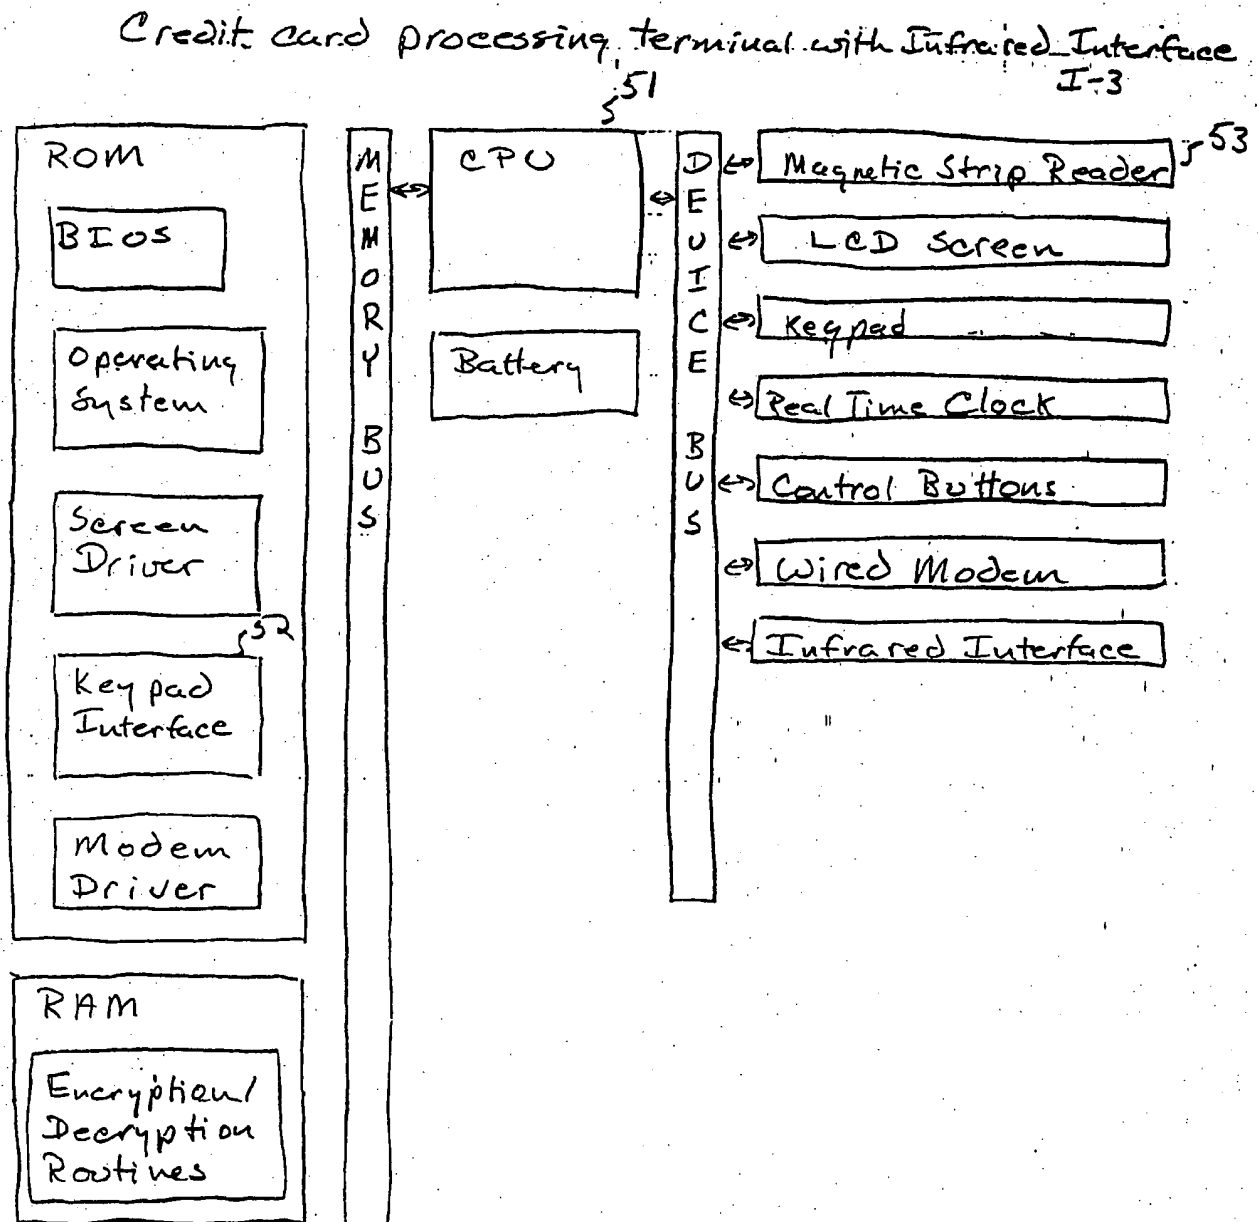 Credit card processing terminal with Infrared Interface
I-3
51
53
52
ROM
BIOS
Operating
System
Screen
Driver
Keypad
Interface
Modem
Driver
RAM
Encryption/
Decryption
Routines
MEMORY BUS
CPU
Battery
DEVICE BUS
Magnetic Strip Reader
LCD Screen
Keypad
Real Time Clock
Control Buttons
Wired Modem
Infrared Interface